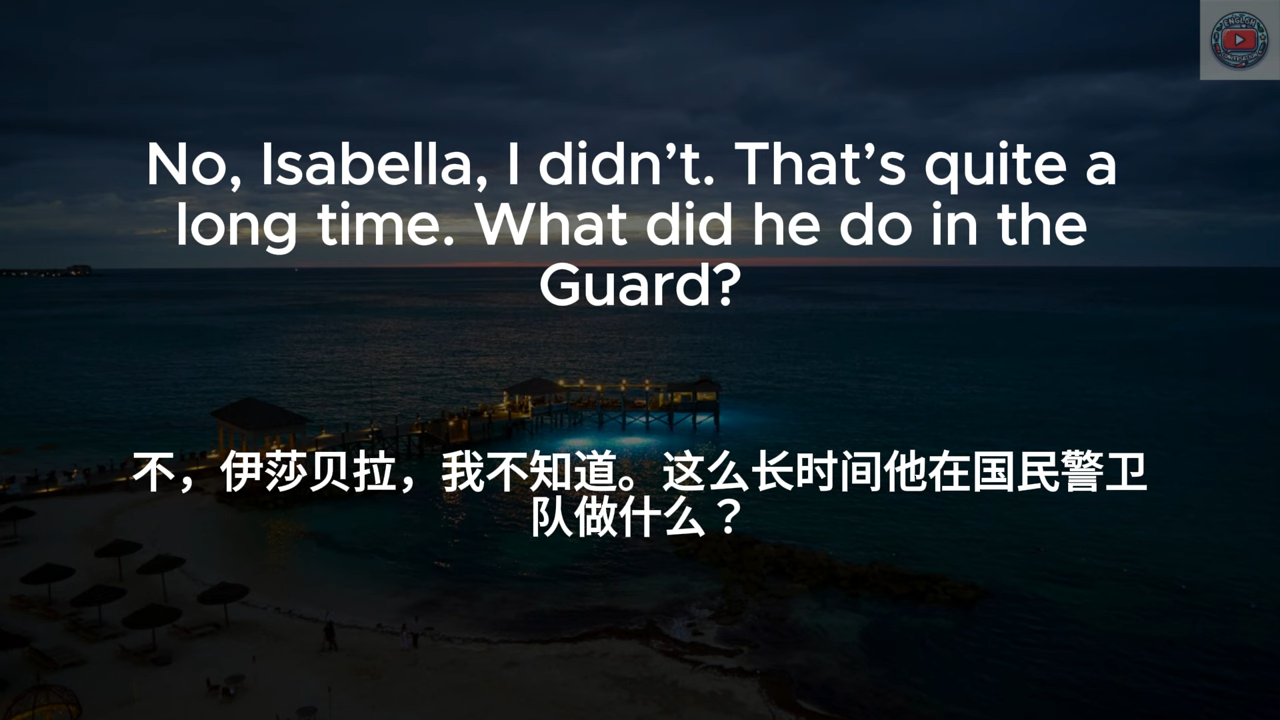 No, Isabella, I didn’t. That’s quite a
long time. What did he do in the
Guard?
不，伊莎贝拉，我不知道。这么长时间他在国民警卫
队做什么？
ENGLISH